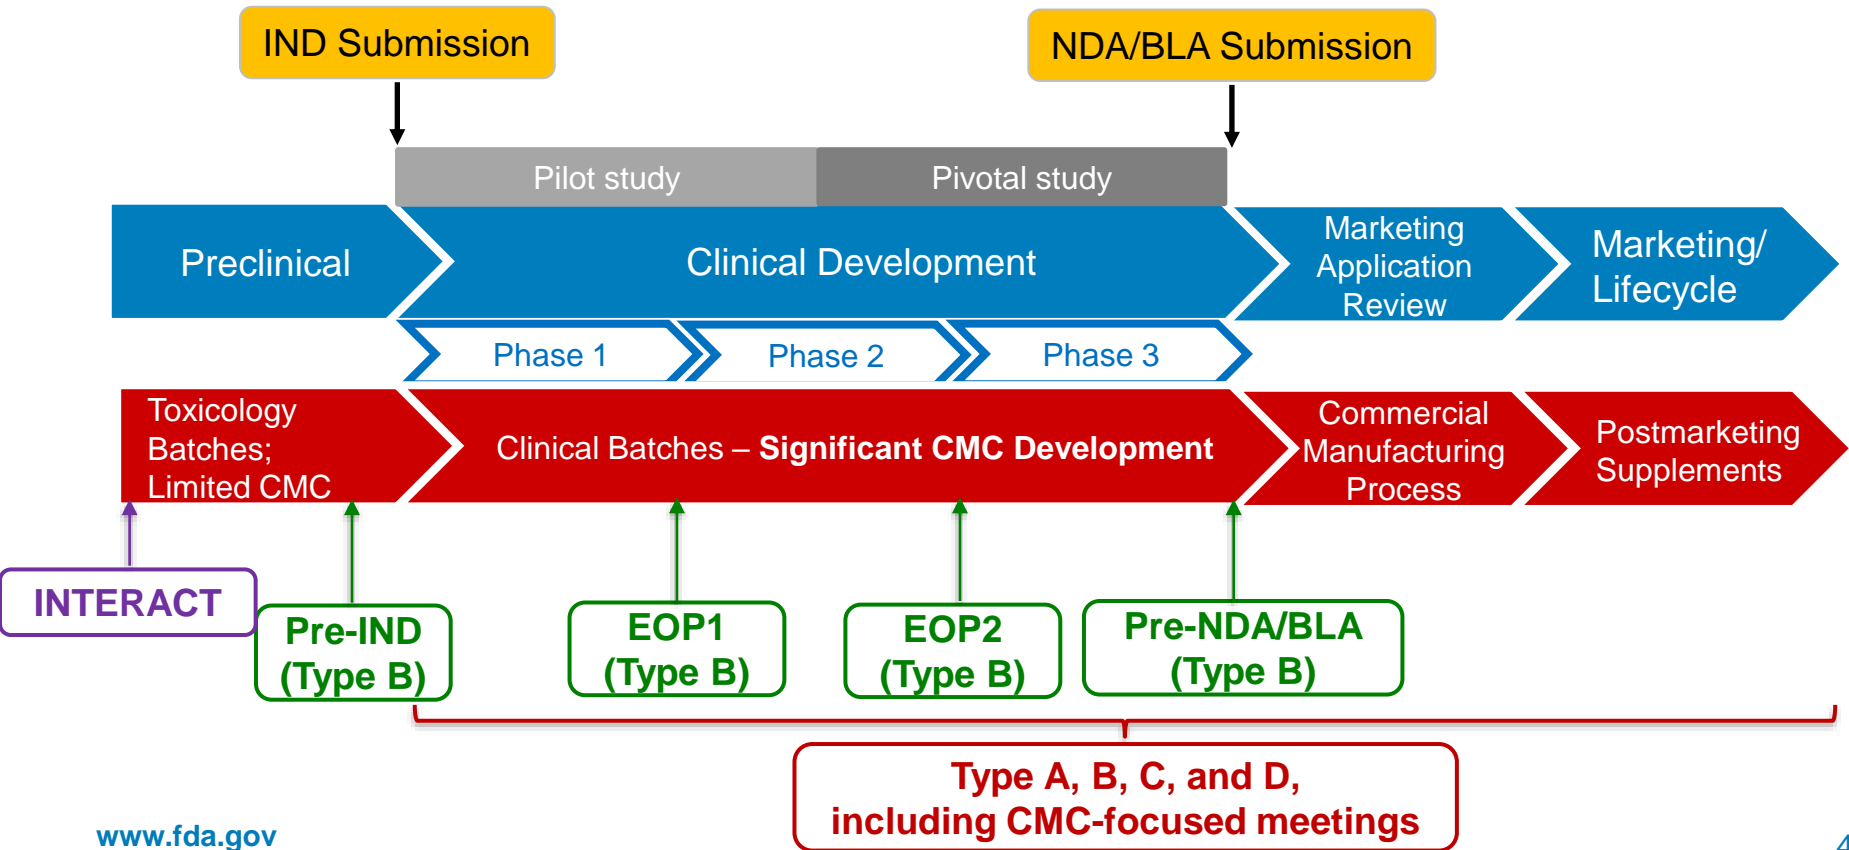 IND Submission
NDA/BLA Submission
Pilot study
Pivotal study
Preclinical
Clinical Development
Marketing
Application
Review
Marketing/
Lifecycle
Phase 1
Phase 2
Phase 3
Toxicology
Batches;
Limited CMC
Clinical Batches – Significant CMC Development
Commercial
Manufacturing
Process
Postmarketing
Supplements
INTERACT
Pre-IND
(Type B)
EOP1
(Type B)
EOP2
(Type B)
Pre-NDA/BLA
(Type B)
Type A, B, C, and D,
including CMC-focused meetings
www.fda.gov